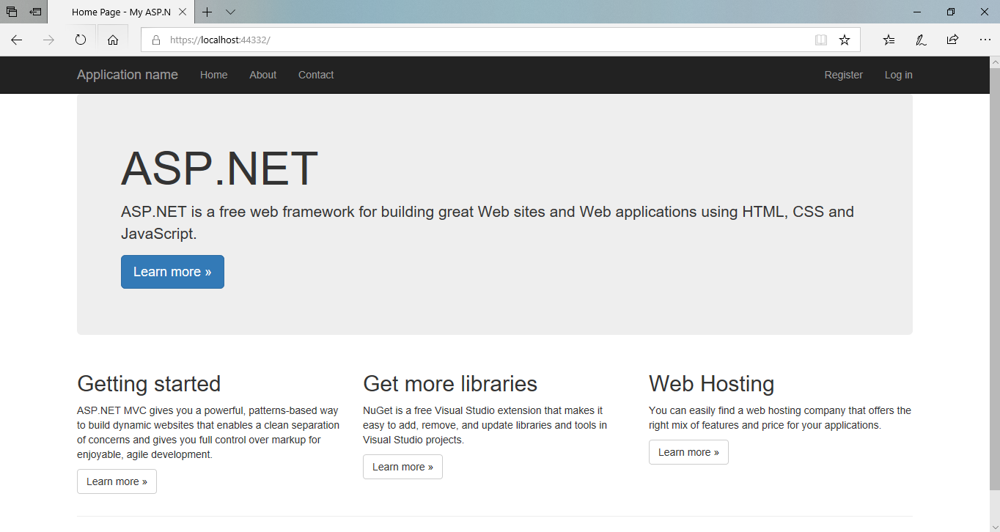 Home Page - My ASP.N
https://localhost:44332/
Application name Home About Contact Register Log in
ASP.NET
ASP.NET is a free web framework for building great Web sites and Web applications using HTML, CSS and
JavaScript.
Learn more »
Getting started
ASP.NET MVC gives you a powerful, patterns-based way
to build dynamic websites that enables a clean separation
of concerns and gives you full control over markup for
enjoyable, agile development.
Learn more »
Get more libraries
NuGet is a free Visual Studio extension that makes it
easy to add, remove, and update libraries and tools in
Visual Studio projects.
Learn more »
Web Hosting
You can easily find a web hosting company that offers the
right mix of features and price for your applications.
Learn more »